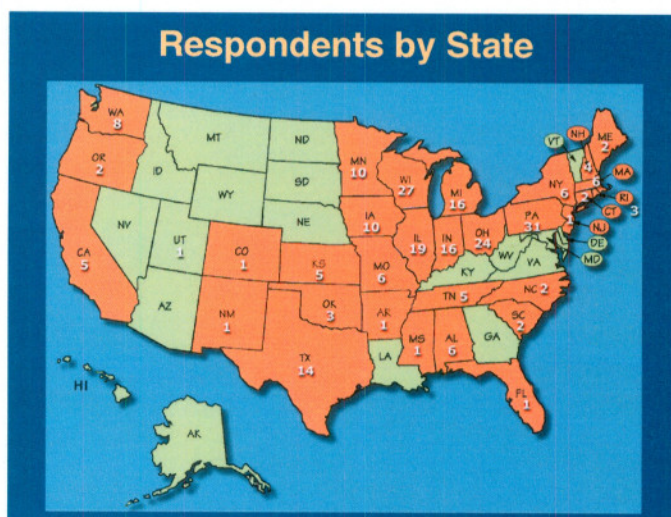 Respondents by State
WA
8
MT
ND
MN
10
VT
NH
4
ME
2
OR
2
ID
SD
WI
27
MI
16
NY
6
6
MA
WY
IA
10
PA
31
2
RI
CT
3
NV
NE
IL
19
IN
16
OH
24
1
NJ
CA
5
UT
1
CO
1
KS
5
MO
6
WV
VA
DE
MD
KY
AZ
NM
1
OK
3
AR
1
TN 5
NC 2
SC
2
TX
14
LA
MS
1
AL
6
GA
HI
FL
1
AK